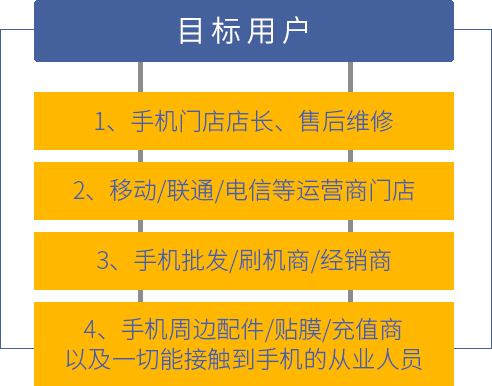 目标用户
1、手机门店店长、售后维修
2、移动/联通/电信等运营商门店
3、手机批发/刷机商/经销商
4、手机周边配件/贴膜/充值商
以及一切能接触到手机的从业人员